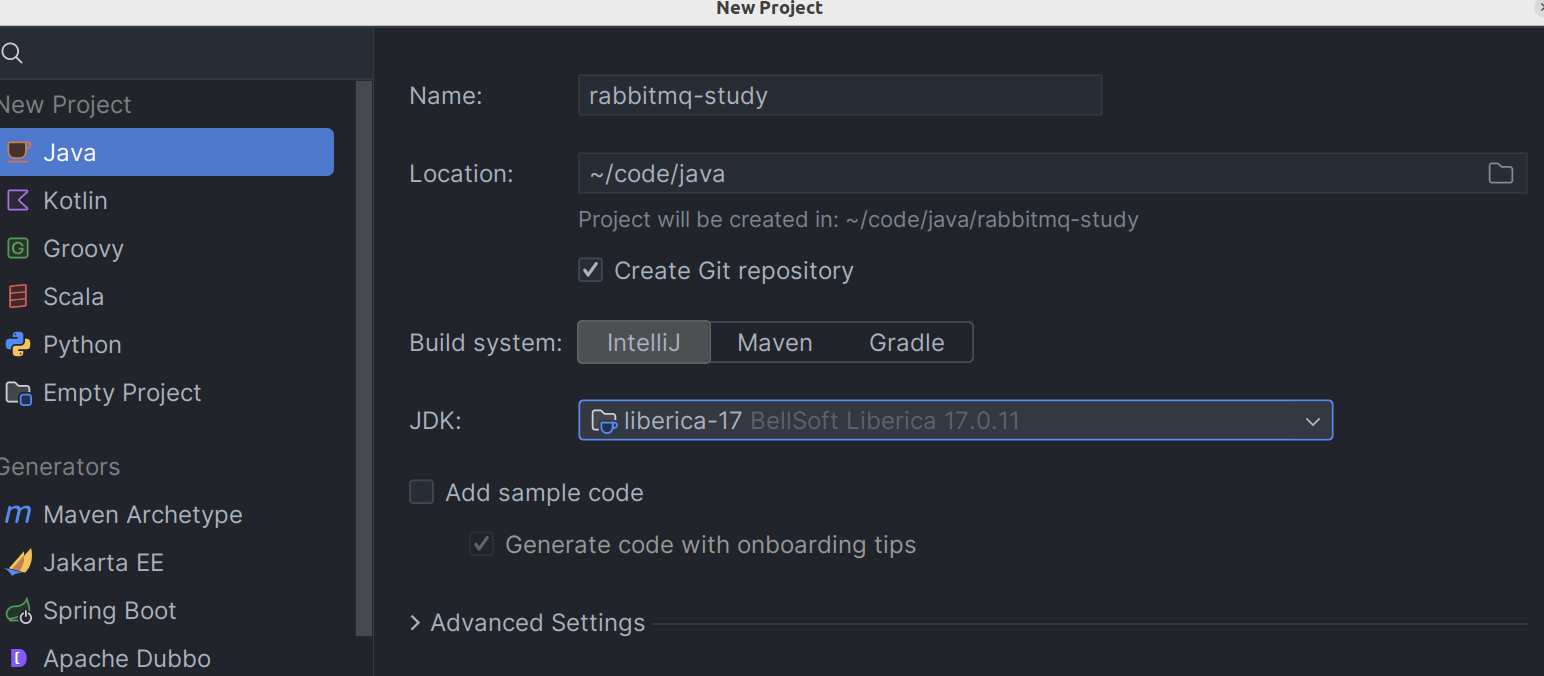 New Project
New Project
Java
Kotlin
Groovy
Scala
Python
Empty Project
Generators
Maven Archetype
Jakarta EE
Spring Boot
Apache Dubbo
Name:
rabbitmq-study
Location:
~/code/java
Project will be created in: ~/code/java/rabbitmq-study
Create Git repository
Build system:
IntelliJ Maven Gradle
JDK:
liberica-17 BellSoft Liberica 17.0.11
Add sample code
Generate code with onboarding tips
Advanced Settings